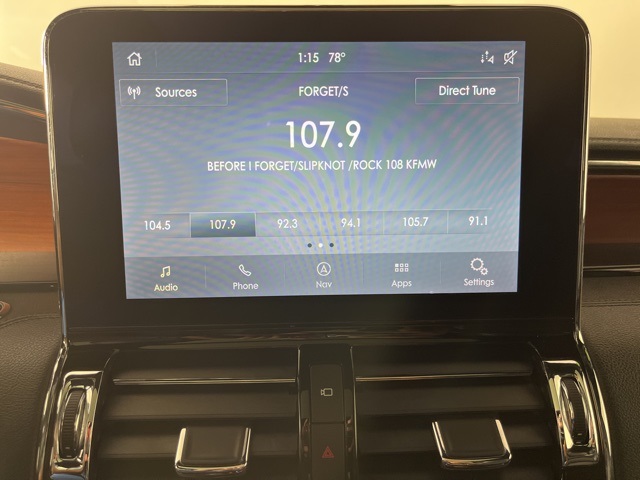 1:15 78°
Sources FORGET/S Direct Tune
107.9
BEFORE I FORGET/SLIPKNOT /ROCK 108 KFMW
104.5 107.9 92.3 94.1 105.7 91.1
Audio Phone Nav Apps Settings